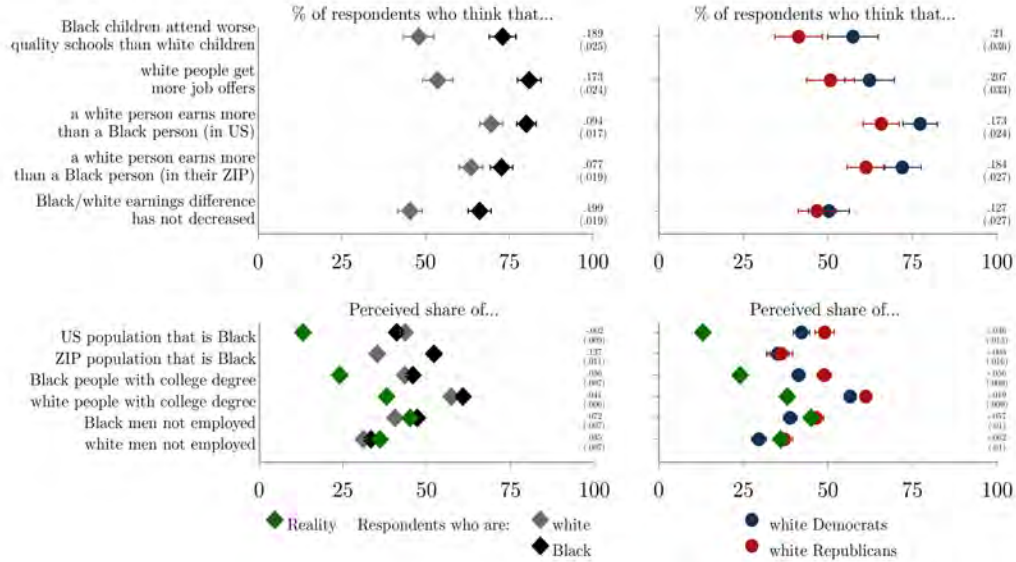 % of respondents who think that...
% of respondents who think that...
Black children attend worse
quality schools than white children
.189
(.025)
.21
(.036)
white people get
more job offers
.173
(.024)
.207
(.033)
a white person earns more
than a Black person (in US)
.094
(.017)
.173
(.024)
a white person earns more
than a Black person (in their ZIP)
.077
(.019)
.184
(.027)
Black/white earnings difference
has not decreased
.199
(.019)
.127
(.027)
0 25 50 75 100
0 25 50 75 100
Perceived share of...
Perceived share of...
US population that is Black
ZIP population that is Black
Black people with college degree
white people with college degree
Black men not employed
white men not employed
0 25 50 75 100
0 25 50 75 100
Reality Respondents who are: white
Black
white Democrats
white Republicans